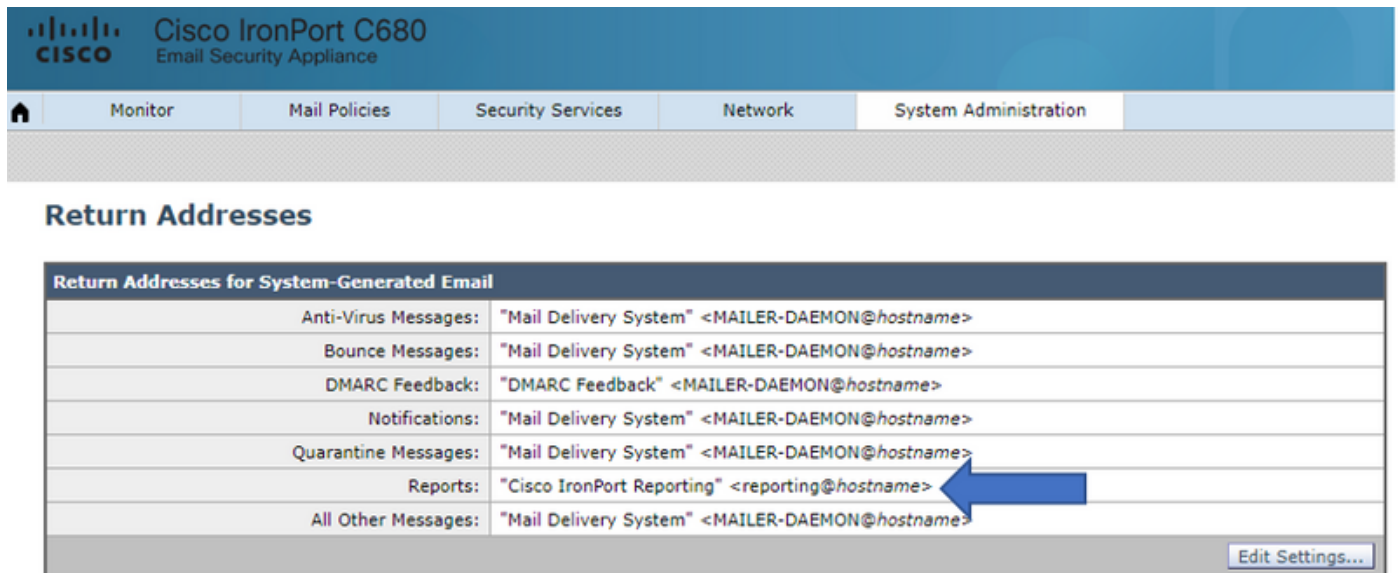 Cisco IronPort C680
CISCO Email Security Appliance
Monitor Mail Policies Security Services Network System Administration
Return Addresses
Return Addresses for System-Generated Email
Anti-Virus Messages: "Mail Delivery System" <MAILER-DAEMON@hostname>
Bounce Messages: "Mail Delivery System" <MAILER-DAEMON@hostname>
DMARC Feedback: "DMARC Feedback" <MAILER-DAEMON@hostname>
Notifications: "Mail Delivery System" <MAILER-DAEMON@hostname>
Quarantine Messages: "Mail Delivery System" <MAILER-DAEMON@hostname>
Reports: "Cisco IronPort Reporting" <reporting@hostname>
All Other Messages: "Mail Delivery System" <MAILER-DAEMON@hostname>
Edit Settings...